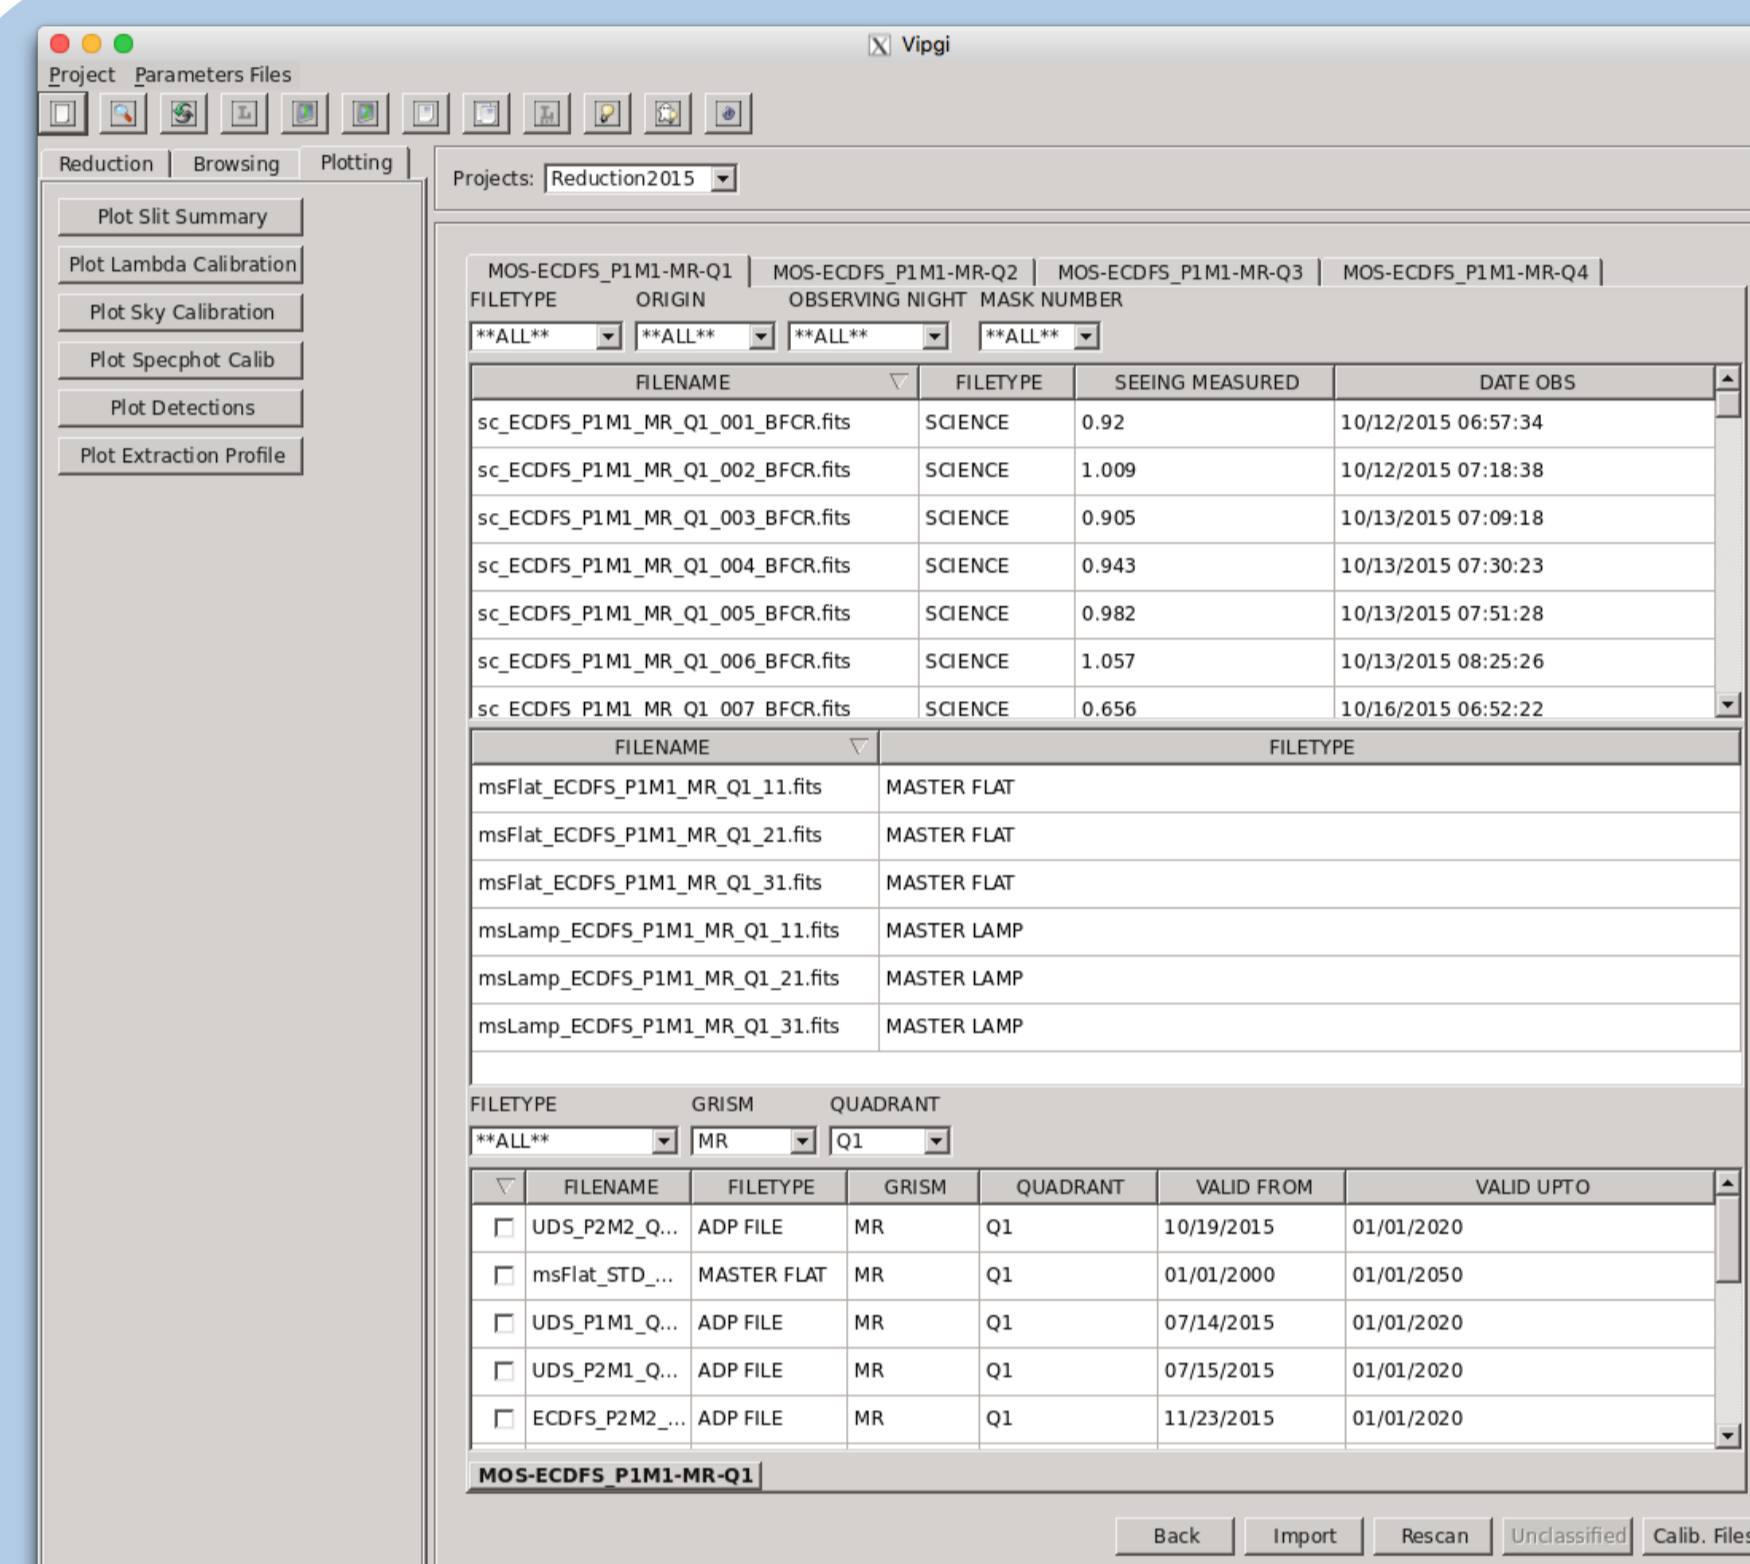 Vipgi
Project Parameters Files
Reduction Browsing Plotting
Plot Slit Summary
Plot Lambda Calibration
Plot Sky Calibration
Plot Specphot Calib
Plot Detections
Plot Extraction Profile
Projects: Reduction2015
MOS-ECDFS_P1M1-MR-Q1 MOS-ECDFS_P1M1-MR-Q2 MOS-ECDFS_P1M1-MR-Q3 MOS-ECDFS_P1M1-MR-Q4
FILETYPE ORIGIN OBSERVING NIGHT MASK NUMBER
**ALL** **ALL** **ALL** **ALL**
FILENAME FILETYPE SEEING MEASURED DATE OBS
sc_ECDFS_P1M1_MR_Q1_001_BFCR.fits SCIENCE 0.92 10/12/2015 06:57:34
sc_ECDFS_P1M1_MR_Q1_002_BFCR.fits SCIENCE 1.009 10/12/2015 07:18:38
sc_ECDFS_P1M1_MR_Q1_003_BFCR.fits SCIENCE 0.905 10/13/2015 07:09:18
sc_ECDFS_P1M1_MR_Q1_004_BFCR.fits SCIENCE 0.943 10/13/2015 07:30:23
sc_ECDFS_P1M1_MR_Q1_005_BFCR.fits SCIENCE 0.982 10/13/2015 07:51:28
sc_ECDFS_P1M1_MR_Q1_006_BFCR.fits SCIENCE 1.057 10/13/2015 08:25:26
sc ECDFS P1M1 MR Q1 007 BFCR.fits SCIENCE 0.656 10/16/2015 06:52:22
FILENAME FILETYPE
msFlat_ECDFS_P1M1_MR_Q1_11.fits MASTER FLAT
msFlat_ECDFS_P1M1_MR_Q1_21.fits MASTER FLAT
msFlat_ECDFS_P1M1_MR_Q1_31.fits MASTER FLAT
msLamp_ECDFS_P1M1_MR_Q1_11.fits MASTER LAMP
msLamp_ECDFS_P1M1_MR_Q1_21.fits MASTER LAMP
msLamp_ECDFS_P1M1_MR_Q1_31.fits MASTER LAMP
FILETYPE GRISM QUADRANT
**ALL** MR Q1
FILENAME FILETYPE GRISM QUADRANT VALID FROM VALID UPTO
UDS_P2M2_Q... ADP FILE MR Q1 10/19/2015 01/01/2020
msFlat_STD_... MASTER FLAT MR Q1 01/01/2000 01/01/2050
UDS_P1M1_Q... ADP FILE MR Q1 07/14/2015 01/01/2020
UDS_P2M1_Q... ADP FILE MR Q1 07/15/2015 01/01/2020
ECDFS_P2M2_... ADP FILE MR Q1 11/23/2015 01/01/2020
MOS-ECDFS_P1M1-MR-Q1
Back Import Rescan Unclassified Calib. Files